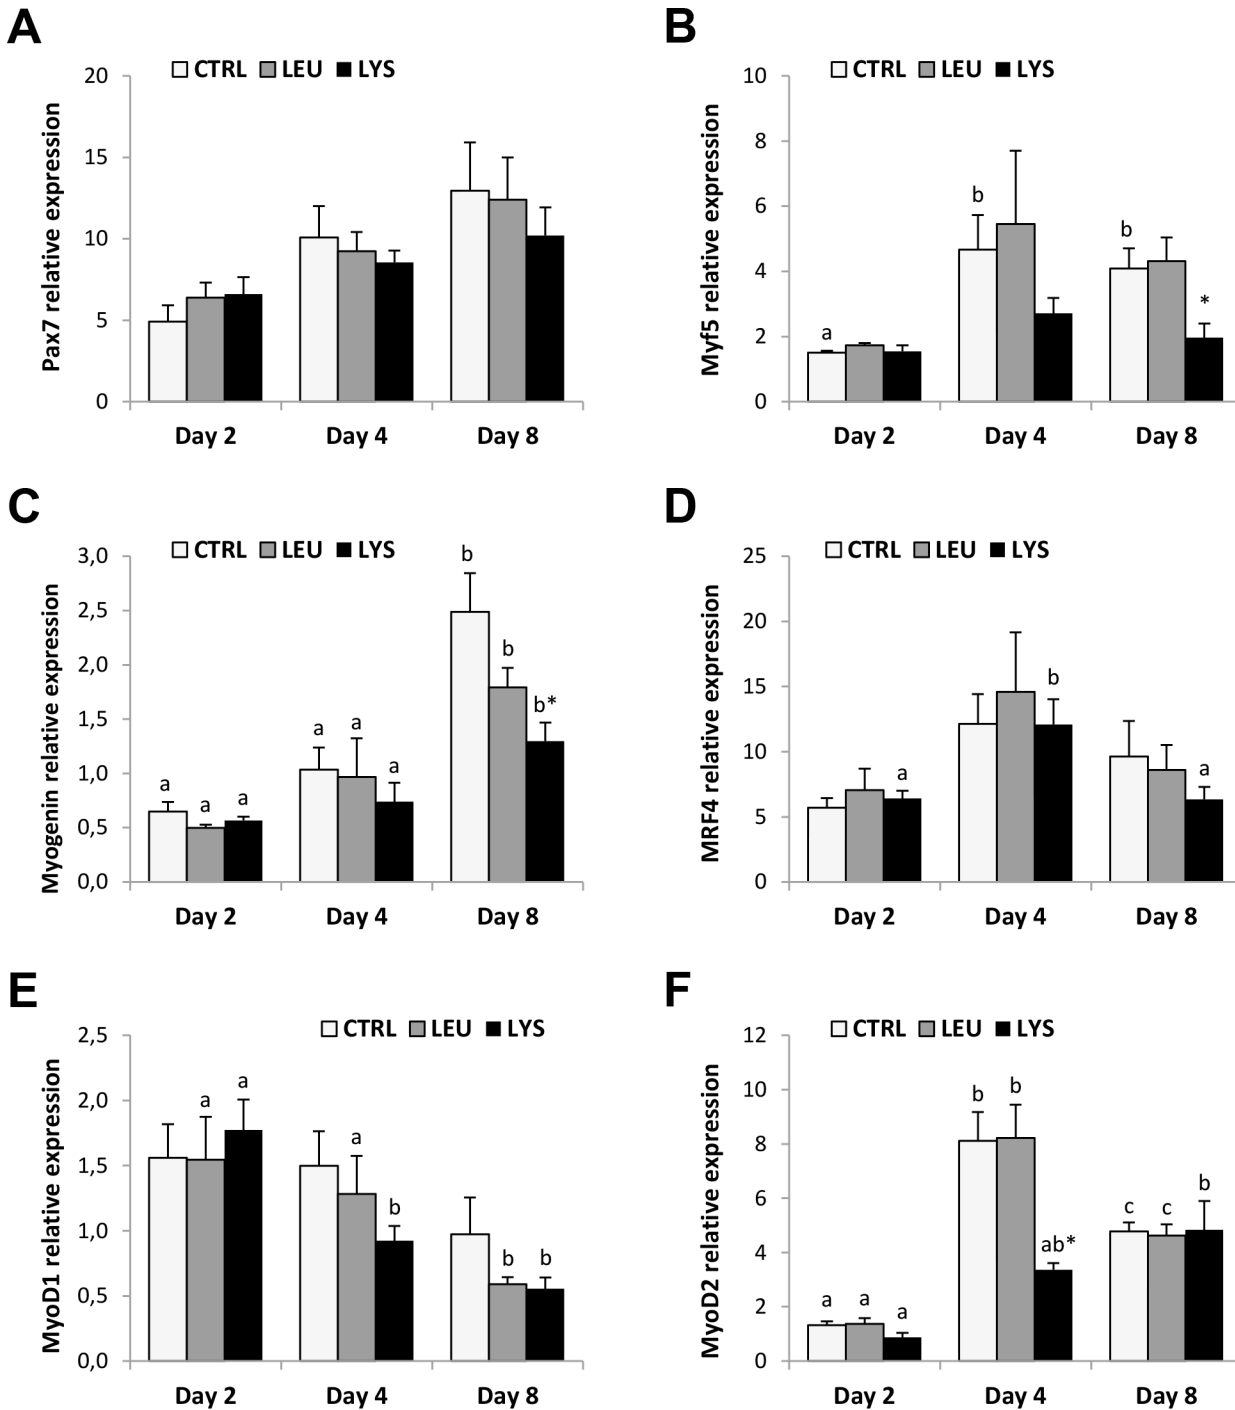 A
CTRL LEU LYS
Pax7 relative expression
20
15
10
5
0
Day 2 Day 4 Day 8
B
CTRL LEU LYS
Myf5 relative expression
10
8
6
4
2
0
a
b
b
*
Day 2 Day 4 Day 8
C
CTRL LEU LYS
Myogenin relative expression
3,0
2,5
2,0
1,5
1,0
0,5
0,0
a a a
a a a
b b b*
Day 2 Day 4 Day 8
D
CTRL LEU LYS
MRF4 relative expression
25
20
15
10
5
0
a
b
a
Day 2 Day 4 Day 8
E
CTRL LEU LYS
MyoD1 relative expression
2,5
2,0
1,5
1,0
0,5
0,0
a a
a b
b b
Day 2 Day 4 Day 8
F
CTRL LEU LYS
MyoD2 relative expression
12
10
8
6
4
2
0
a a a
b b ab*
c c b
Day 2 Day 4 Day 8